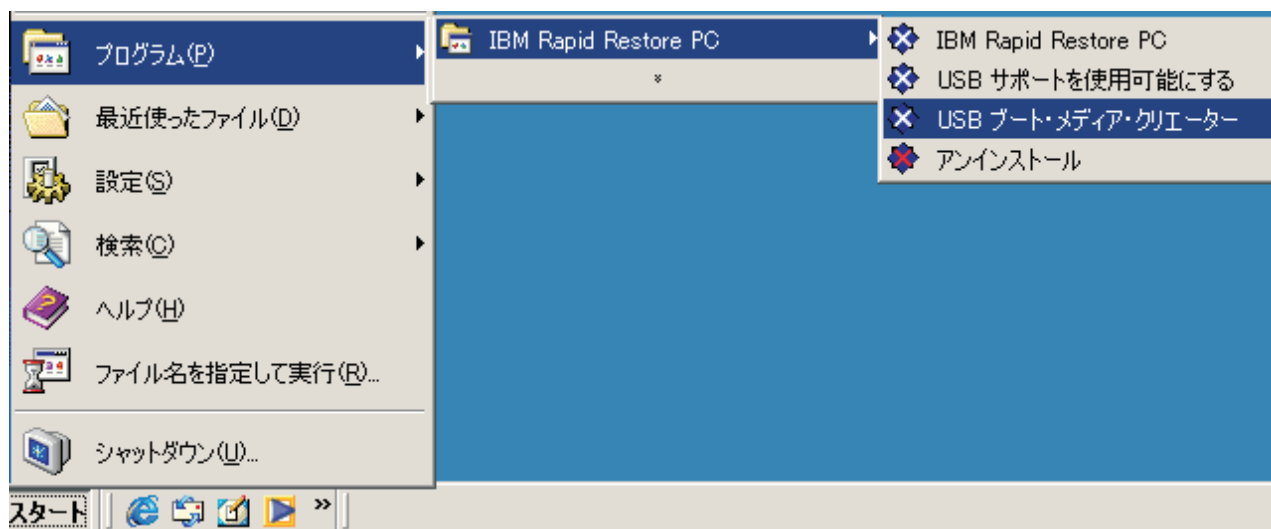 プログラム(P)
最近使ったファイル(D)
設定(S)
検索(C)
ヘルプ(H)
ファイル名を指定して実行(R)...
シャットダウン(U)...
スタート
IBM Rapid Restore PC
IBM Rapid Restore PC
USB サポートを使用可能にする
USB ブート・メディア・クリエーター
アンインストール